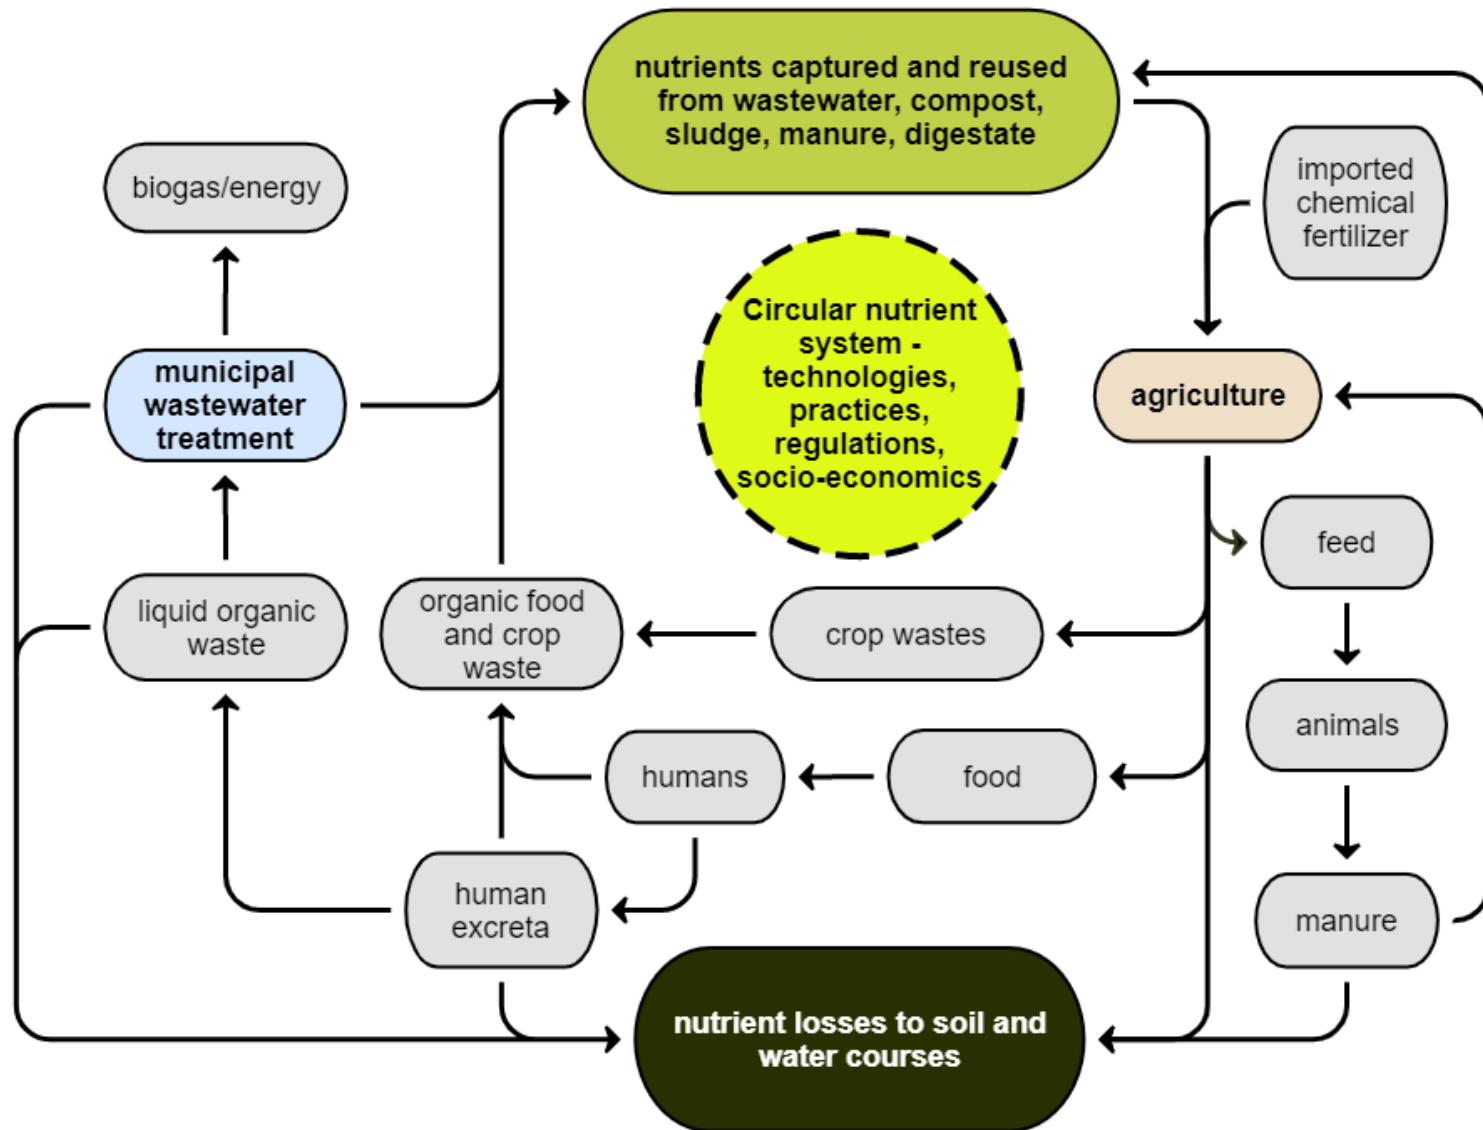 nutrients captured and reused
from wastewater, compost,
sludge, manure, digestate
biogas/energy
imported
chemical
fertilizer
Circular nutrient
system -
technologies,
practices,
regulations,
socio-economics
municipal
wastewater
treatment
agriculture
feed
liquid organic
waste
organic food
and crop
waste
crop wastes
animals
humans
food
human
excreta
manure
nutrient losses to soil and
water courses